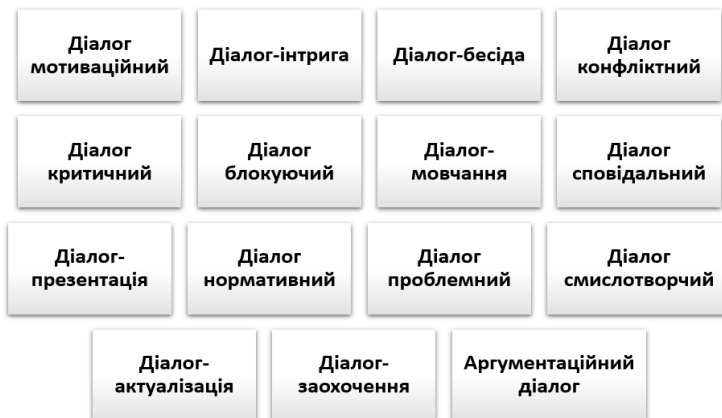 Діалог
мотиваційний
Діалог-інтрига
Діалог-бесіда
Діалог
конфліктний
Діалог
критичний
Діалог
блокуючий
Діалог-
мовчання
Діалог
сповідальний
Діалог-
презентація
Діалог
нормативний
Діалог
проблемний
Діалог
смислотворчий
Діалог-
актуалізація
Діалог-
заохочення
Аргументаційний
діалог